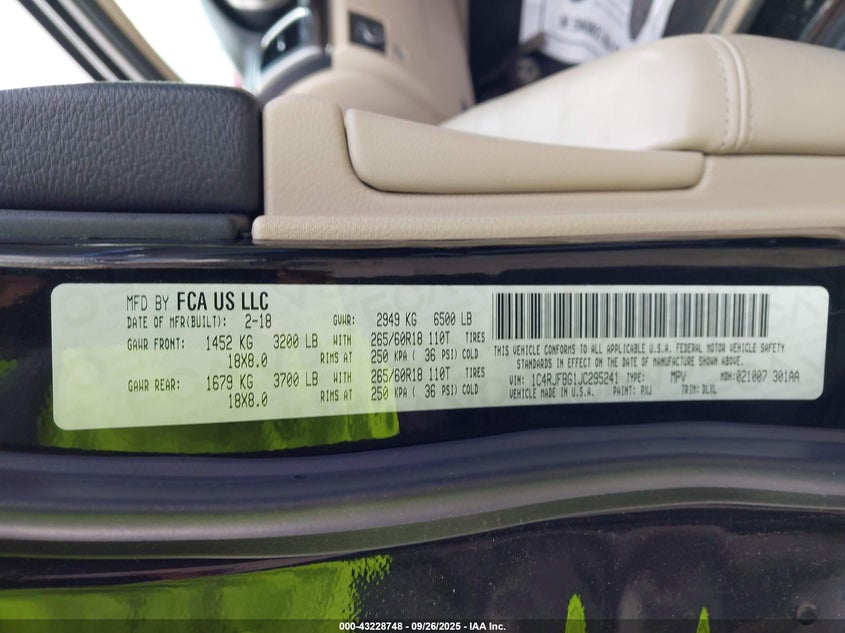 MFD BY FCA US LLC
DATE OF MFR(BUILT): 2-18 GVWR: 2949 KG 6500 LB
GAWR FRONT: 1452 KG 3200 LB WITH 265/60R18 110T TIRES
18X8.0 RIMS AT 250 KPA ( 36 PSI) COLD
GAWR REAR: 1679 KG 3700 LB WITH 265/60R18 110T TIRES
18X8.0 RIMS AT 250 KPA ( 36 PSI) COLD
THIS VEHICLE CONFORMS TO ALL APPLICABLE U.S.A. FEDERAL MOTOR VEHICLE SAFETY
STANDARDS IN EFFECT ON THE DATE OF MANUFACTURE SHOWN ABOVE.
VIN: 1C4RJFBG1JC295241 TYPE: MPV MDH: 021007 301AA
VEHICLE MADE IN U.S.A. PAINT: PXJ TRIM: DLXL
000-43228748 - 09/26/2025 - IAA Inc.